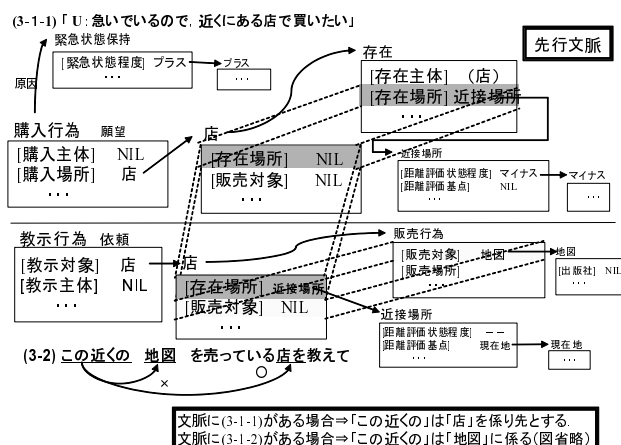 (3-1-1)「 U: 急いでいるので, 近くにある店で買いたい」
先行文脈
緊急状態保持
[緊急状態程度] プラス
・・・
プラス
・・・
原因
存在
[存在主体] (店)
[存在場所] 近接場所
・・・
購入行為 願望
[購入主体] NIL
[購入場所] 店
・・・
店
[存在場所] NIL
[販売対象] NIL
・・・
近接場所
[距離評価状態程度] マイナス
[距離評価基点] NIL
・・・
マイナス
・・・
教示行為 依頼
[教示対象] 店
[教示主体] NIL
・・・
店
[存在場所] 近接場所
[販売対象] NIL
・・・
販売行為
[販売対象] 地図
[販売場所]
・・・
地図
[出版社] NIL
・・・
近接場所
[距離評価状態程度] ーー
[距離評価基点] 現在地
・・・
現在地
・・・
(3-2) この近くの 地図 を売っている店を教えて
×
○
文脈に(3-1-1)がある場合⇒「この近くの」は「店」を係り先とする.
文脈に(3-1-2)がある場合⇒「この近くの」は「地図」に係る(図省略)